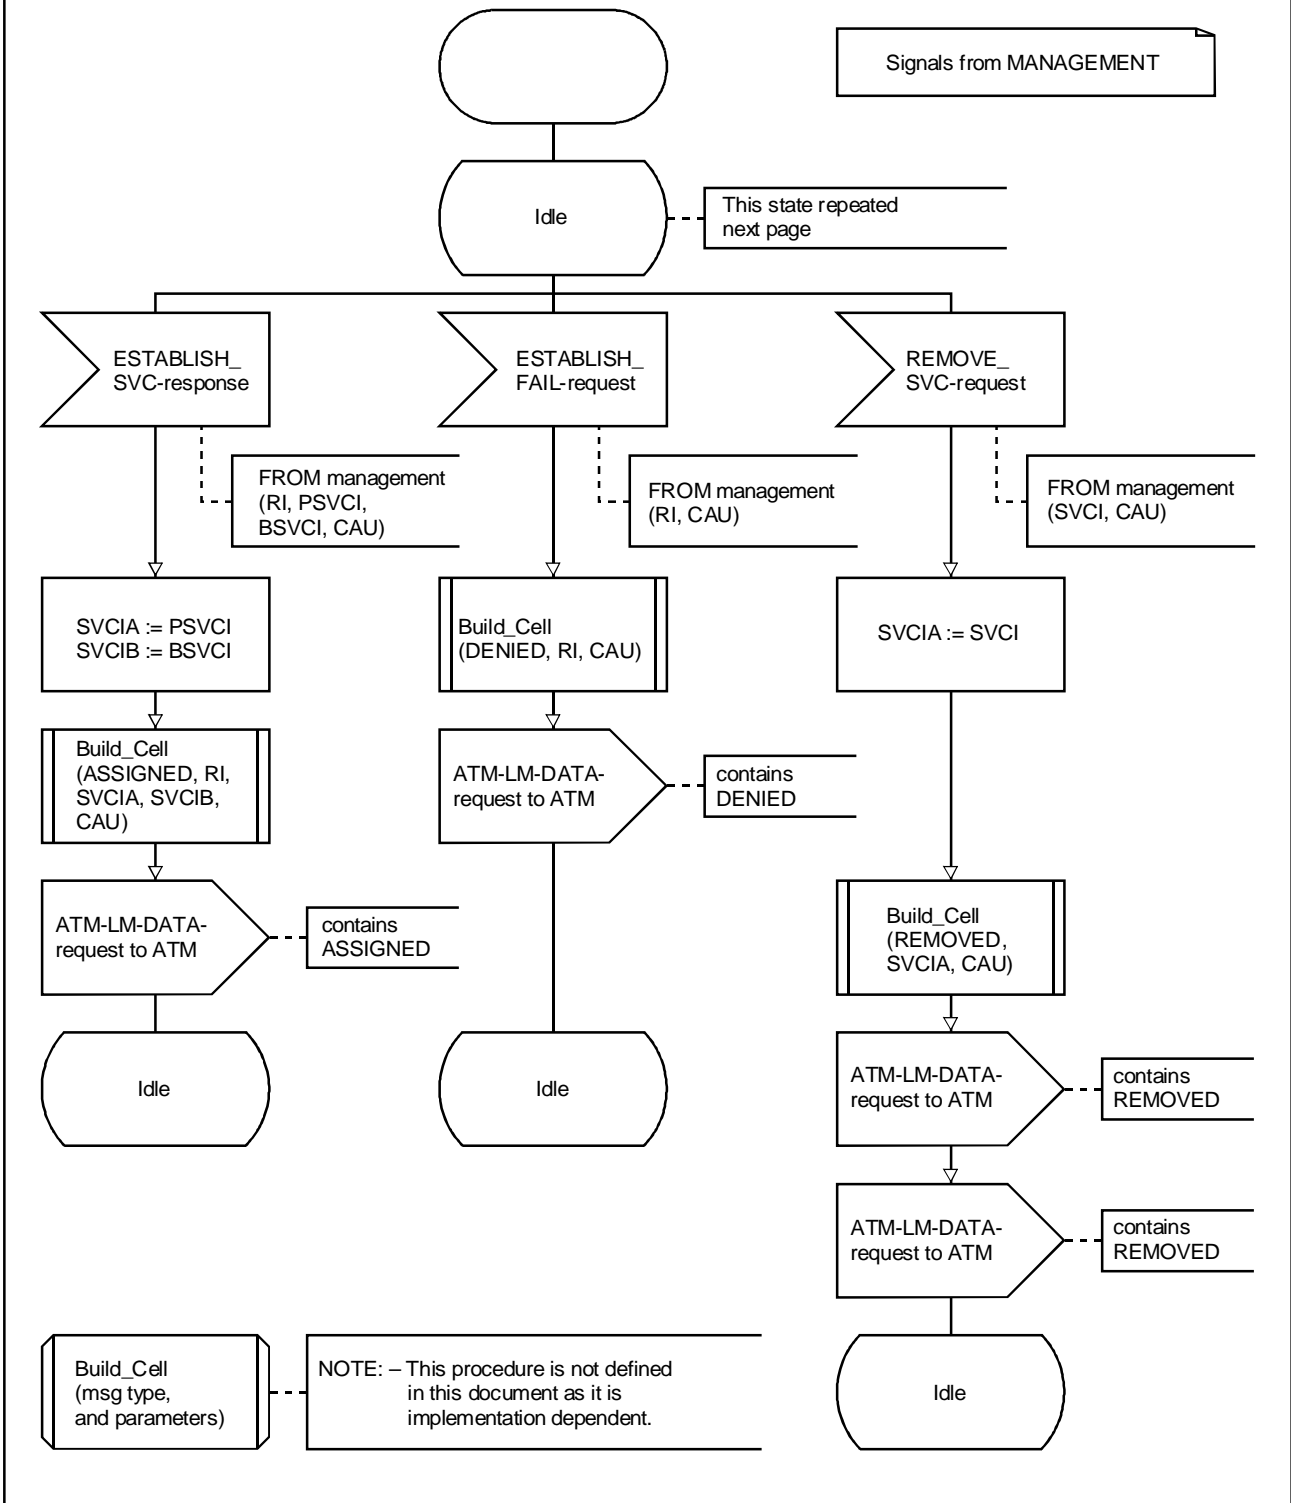 Signals from MANAGEMENT
Idle
This state repeated
next page
ESTABLISH_
SVC-response
ESTABLISH_
FAIL-request
REMOVE_
SVC-request
FROM management
(RI, PSVCI,
BSVCI, CAU)
FROM management
(RI, CAU)
FROM management
(SVCI, CAU)
SVCIA := PSVCI
SVCIB := BSVCI
Build_Cell
(DENIED, RI, CAU)
SVCIA := SVCI
Build_Cell
(ASSIGNED, RI,
SVCIA, SVCIB,
CAU)
ATM-LM-DATA-
request to ATM
contains
DENIED
ATM-LM-DATA-
request to ATM
contains
ASSIGNED
Build_Cell
(REMOVED,
SVCIA, CAU)
Idle
Idle
ATM-LM-DATA-
request to ATM
contains
REMOVED
ATM-LM-DATA-
request to ATM
contains
REMOVED
Build_Cell
(msg type,
and parameters)
NOTE: – This procedure is not defined
in this document as it is
implementation dependent.
Idle